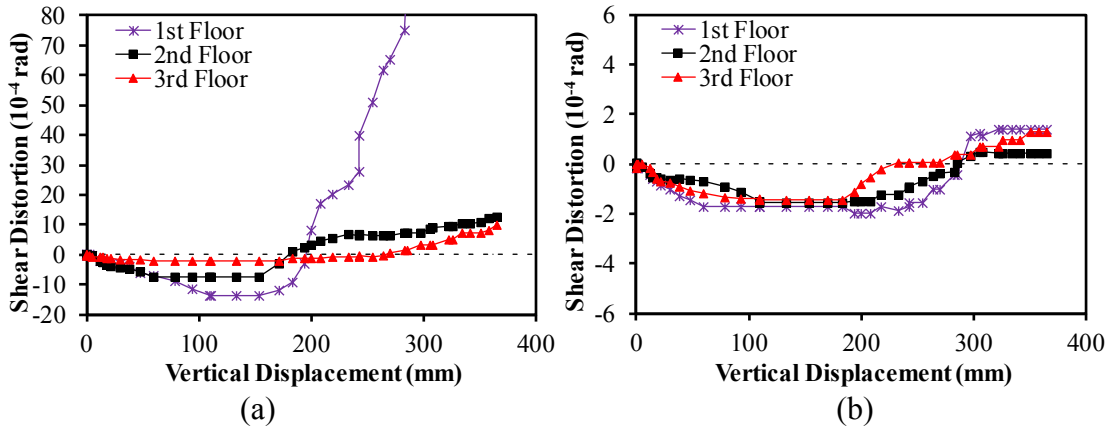 80
70
60
50
40
30
20
10
0
-10
-20
Shear Distortion (10⁻⁴ rad)
1st Floor
2nd Floor
3rd Floor
0 100 200 300 400
Vertical Displacement (mm)
(a)
6
4
2
0
-2
-4
-6
Shear Distortion (10⁻⁴ rad)
1st Floor
2nd Floor
3rd Floor
0 100 200 300 400
Vertical Displacement (mm)
(b)